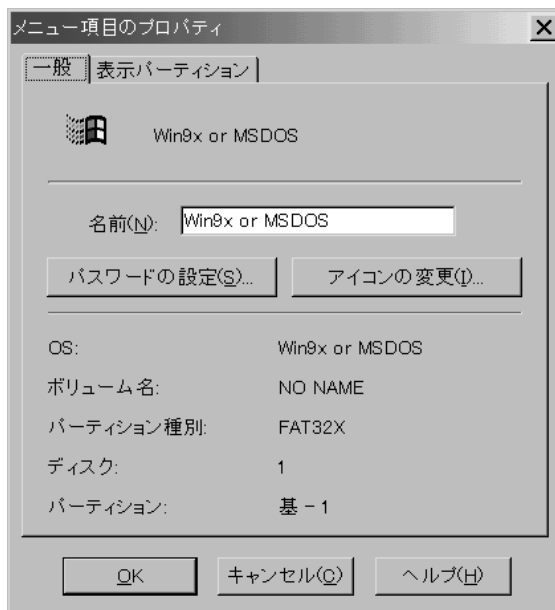 メニュー項目のプロパティ
一般 表示パーティション
Win9x or MSDOS
名前(N): Win9x or MSDOS
パスワードの設定(S)... アイコンの変更(I)...
OS: Win9x or MSDOS
ボリューム名: NO NAME
パーティション種別: FAT32X
ディスク: 1
パーティション: 基 - 1
OK キャンセル(C) ヘルプ(H)